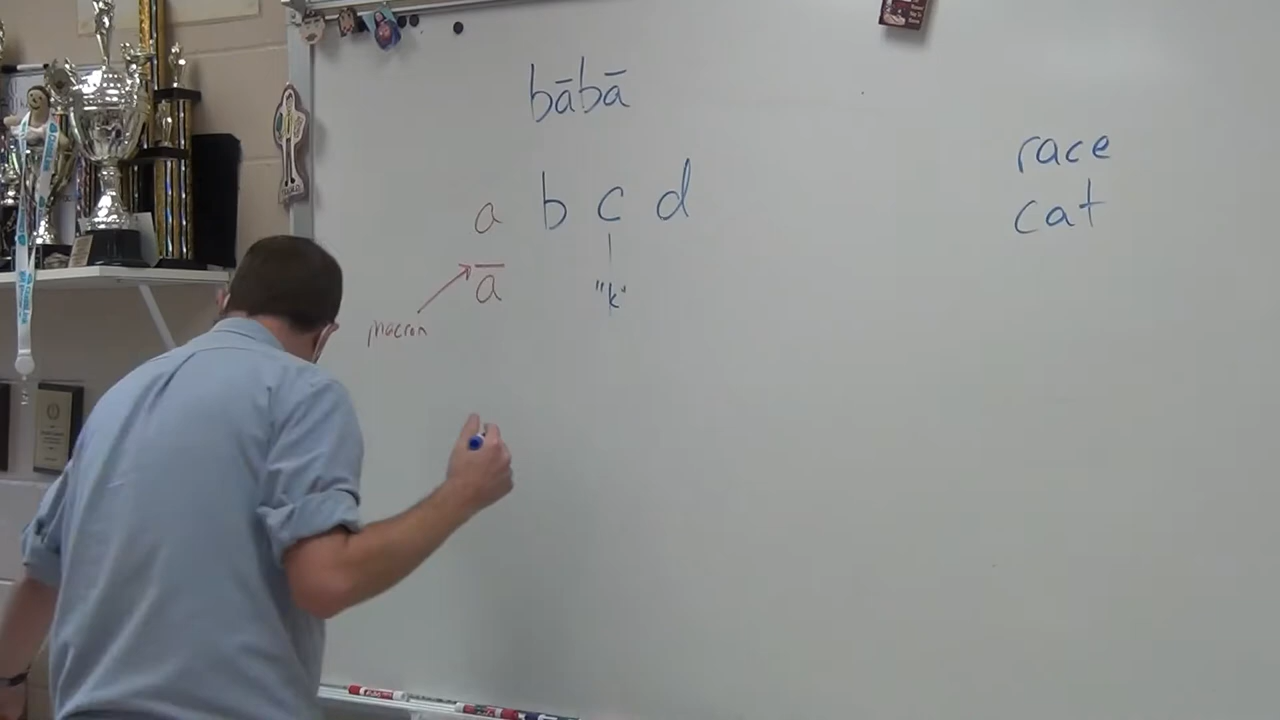 bābā
a b c d
ā "k"
macron
race
cat